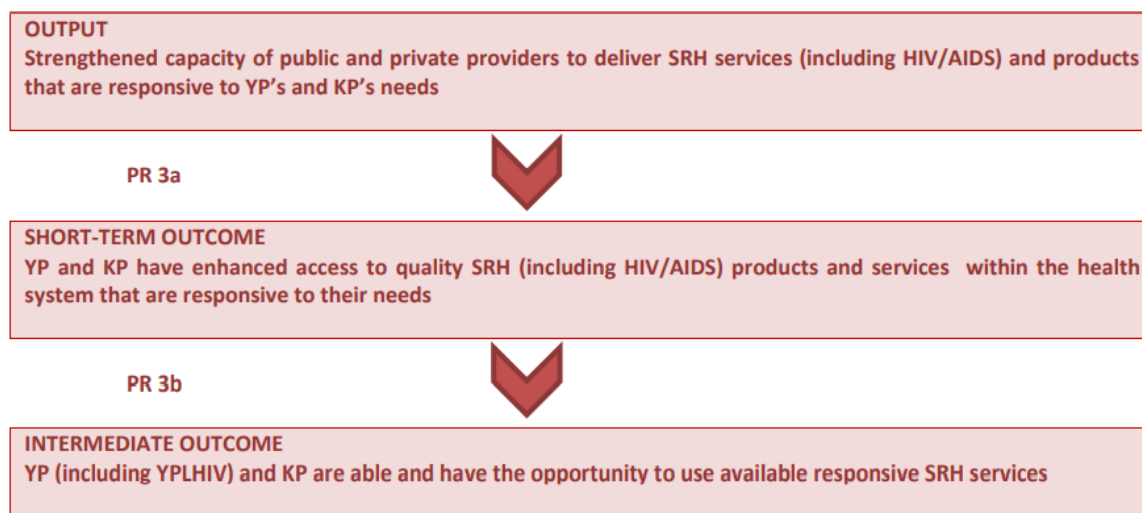 OUTPUT
Strengthened capacity of public and private providers to deliver SRH services (including HIV/AIDS) and products
that are responsive to YP’s and KP’s needs
PR 3a
SHORT-TERM OUTCOME
YP and KP have enhanced access to quality SRH (including HIV/AIDS) products and services within the health
system that are responsive to their needs
PR 3b
INTERMEDIATE OUTCOME
YP (including YPLHIV) and KP are able and have the opportunity to use available responsive SRH services